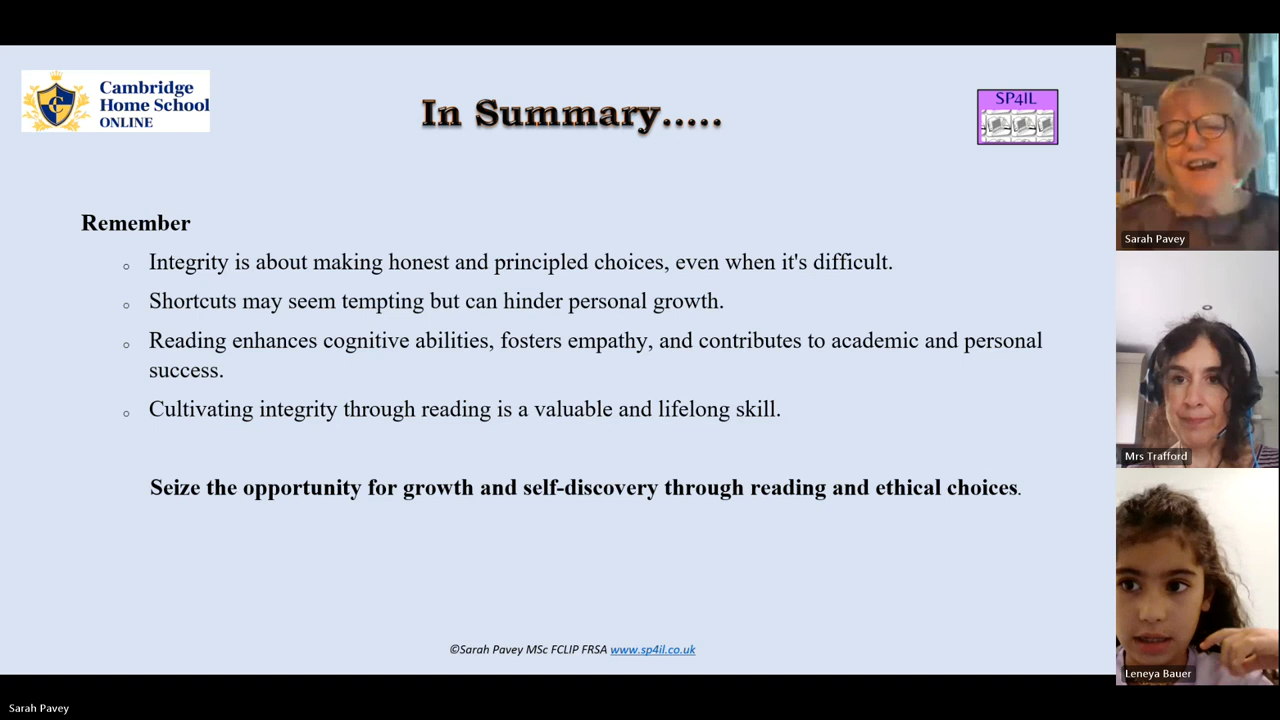 Cambridge
Home School
ONLINE
In Summary.....
SP4IL
Remember
Integrity is about making honest and principled choices, even when it's difficult.
Shortcuts may seem tempting but can hinder personal growth.
Reading enhances cognitive abilities, fosters empathy, and contributes to academic and personal
success.
Cultivating integrity through reading is a valuable and lifelong skill.
Seize the opportunity for growth and self-discovery through reading and ethical choices.
©Sarah Pavey MSc FCLIP FRSA www.sp4il.co.uk
Sarah Pavey
Mrs Trafford
Leneya Bauer
Sarah Pavey